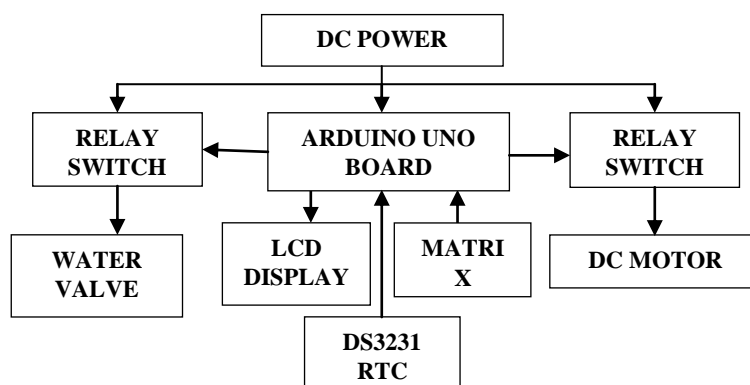 DC POWER
RELAY
SWITCH
ARDUINO UNO
BOARD
RELAY
SWITCH
WATER
VALVE
LCD
DISPLAY
MATRI
X
DC MOTOR
DS3231
RTC